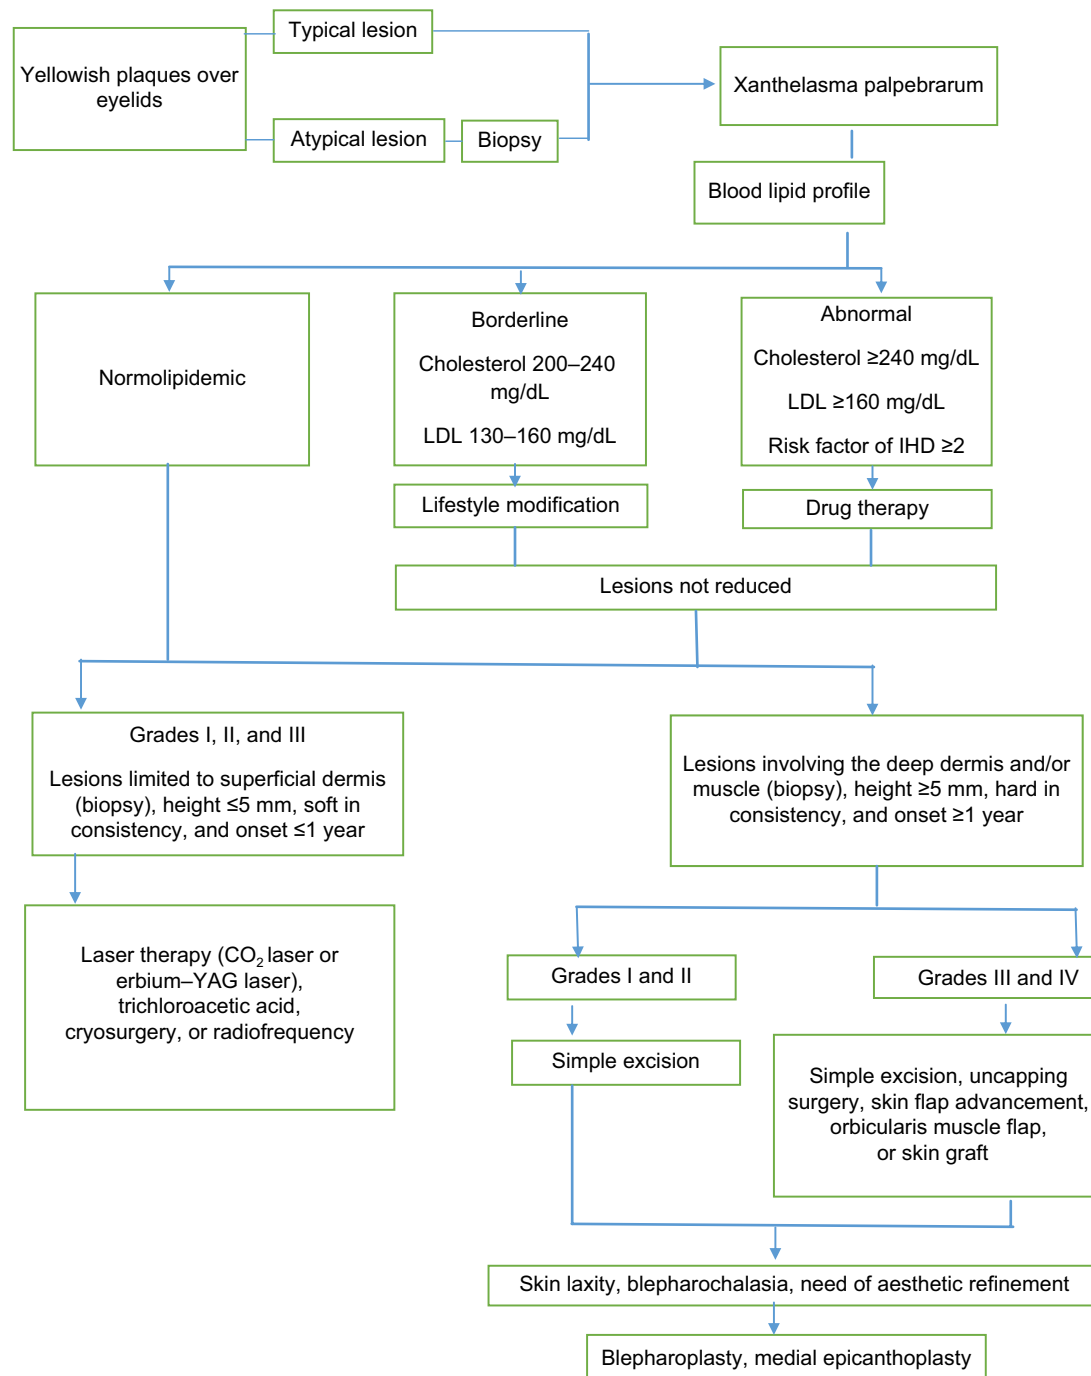 Typical lesion
Yellowish plaques over
eyelids
Atypical lesion
Biopsy
Xanthelasma palpebrarum
Blood lipid profile
Normolipidemic
Borderline
Cholesterol 200–240
mg/dL
LDL 130–160 mg/dL
Abnormal
Cholesterol ≥240 mg/dL
LDL ≥160 mg/dL
Risk factor of IHD ≥2
Lifestyle modification
Drug therapy
Lesions not reduced
Grades I, II, and III
Lesions limited to superficial dermis
(biopsy), height ≤5 mm, soft in
consistency, and onset ≤1 year
Lesions involving the deep dermis and/or
muscle (biopsy), height ≥5 mm, hard in
consistency, and onset ≥1 year
Laser therapy (CO₂ laser or
erbium–YAG laser),
trichloroacetic acid,
cryosurgery, or radiofrequency
Grades I and II
Grades III and IV
Simple excision
Simple excision, uncapping
surgery, skin flap advancement,
orbicularis muscle flap,
or skin graft
Skin laxity, blepharochalasia, need of aesthetic refinement
Blepharoplasty, medial epicanthoplasty